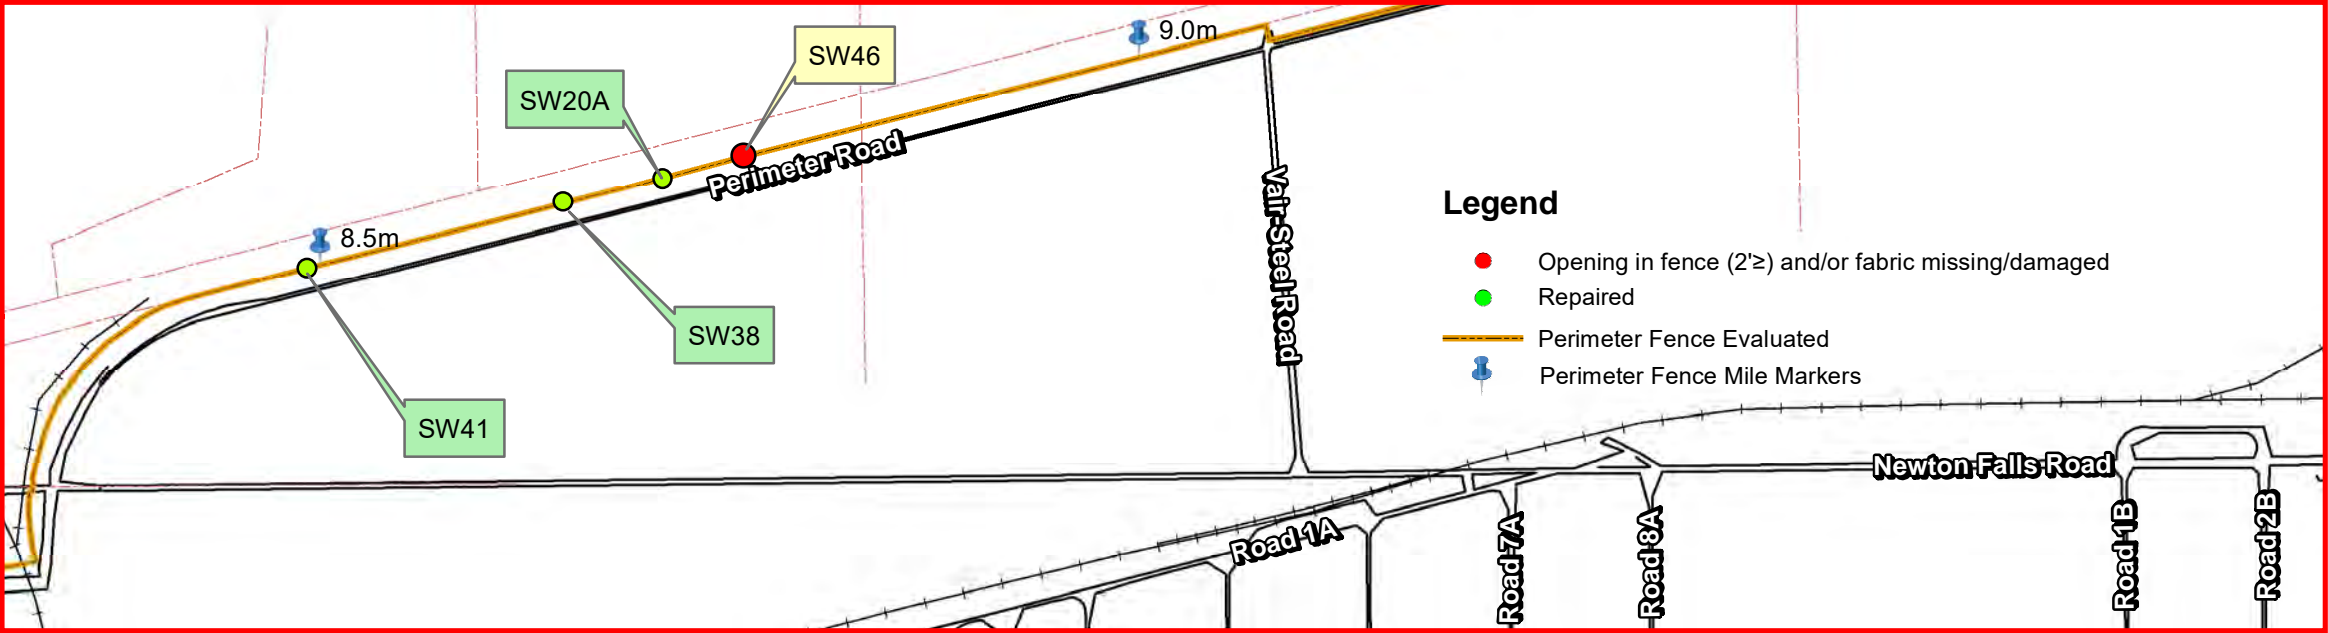 9.0m
SW46
SW20A
Perimeter Road
8.5m
SW38
SW41
Vair-Steel Road
Legend
Opening in fence (2'≥) and/or fabric missing/damaged
Repaired
Perimeter Fence Evaluated
Perimeter Fence Mile Markers
Newton Falls Road
Road 1A
Road 7A
Road 8A
Road 1B
Road 2B